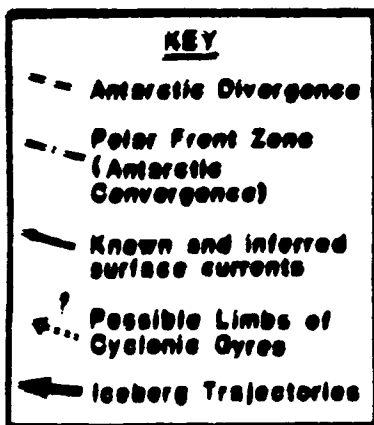 KEY
Antarctic Divergence
Polar Front Zone
(Antarctic
Convergence)
Known and inferred
surface currents
?
Possible Limbs of
Cyclonic Gyres
Iceberg Trajectories